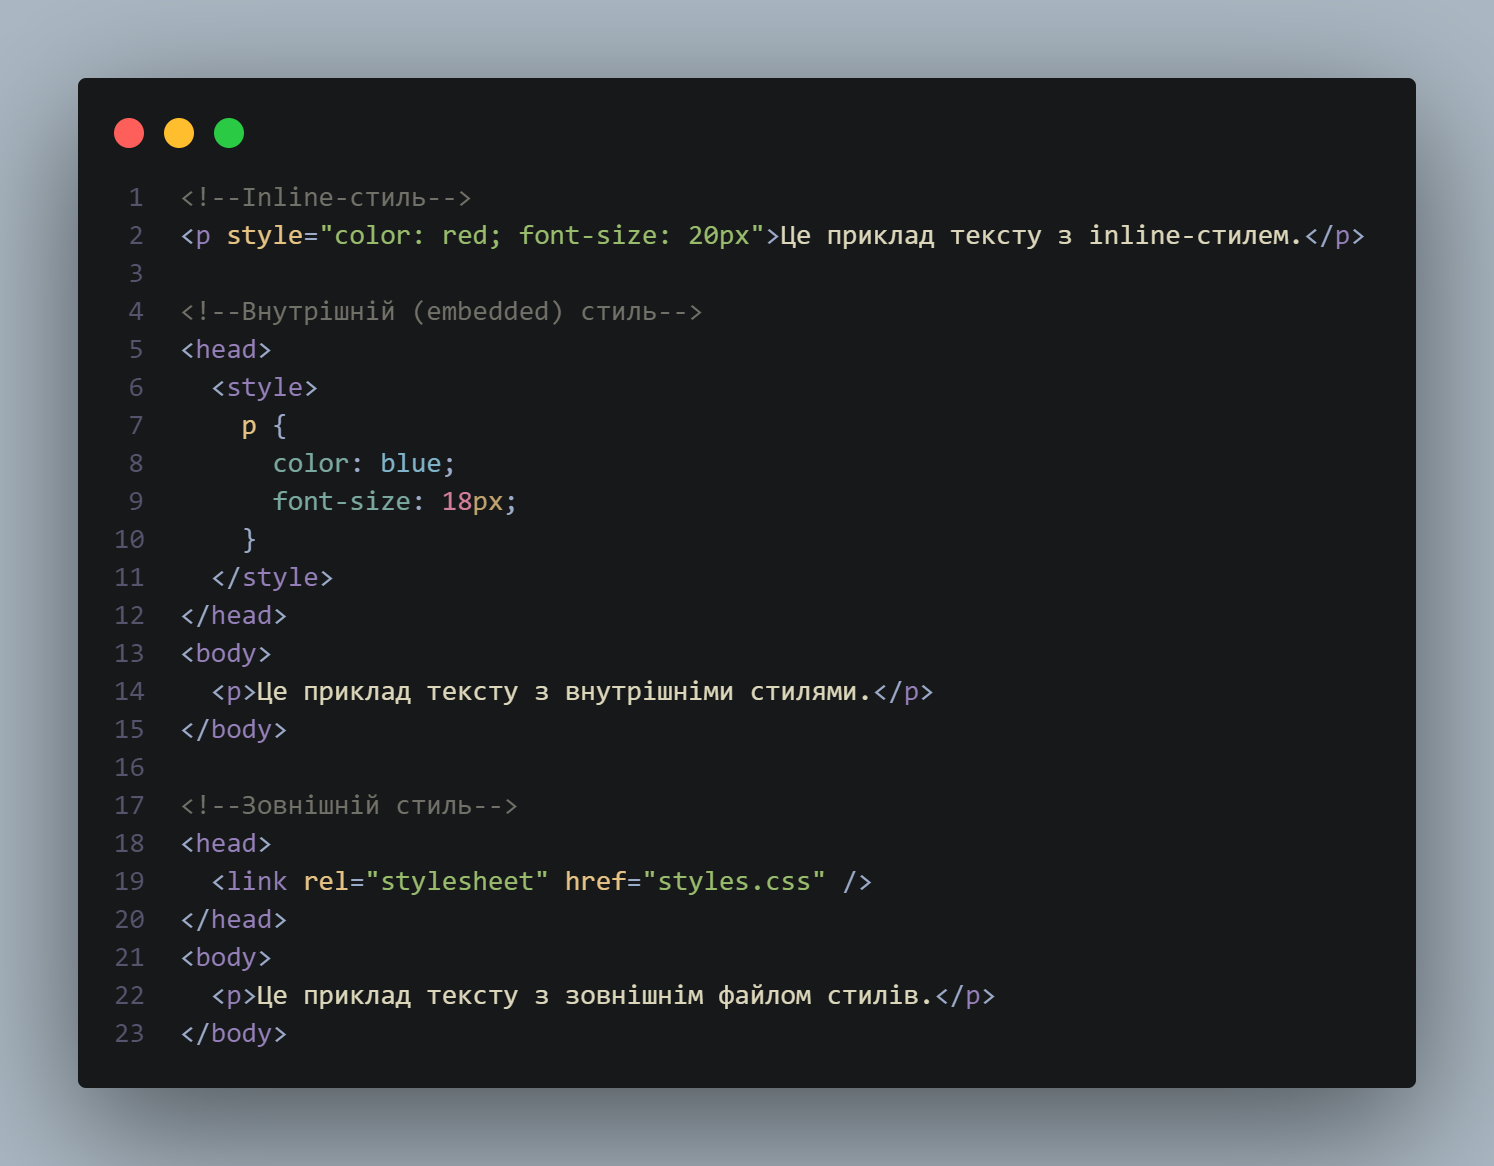 1 <!--Inline-стиль-->
2 <p style="color: red; font-size: 20px">Це приклад тексту з inline-стилем.</p>
3
4 <!--Внутрішній (embedded) стиль-->
5 <head>
6   <style>
7     p {
8       color: blue;
9       font-size: 18px;
10     }
11   </style>
12 </head>
13 <body>
14   <p>Це приклад тексту з внутрішніми стилями.</p>
15 </body>
16
17 <!--Зовнішній стиль-->
18 <head>
19   <link rel="stylesheet" href="styles.css" />
20 </head>
21 <body>
22   <p>Це приклад тексту з зовнішнім файлом стилів.</p>
23 </body>